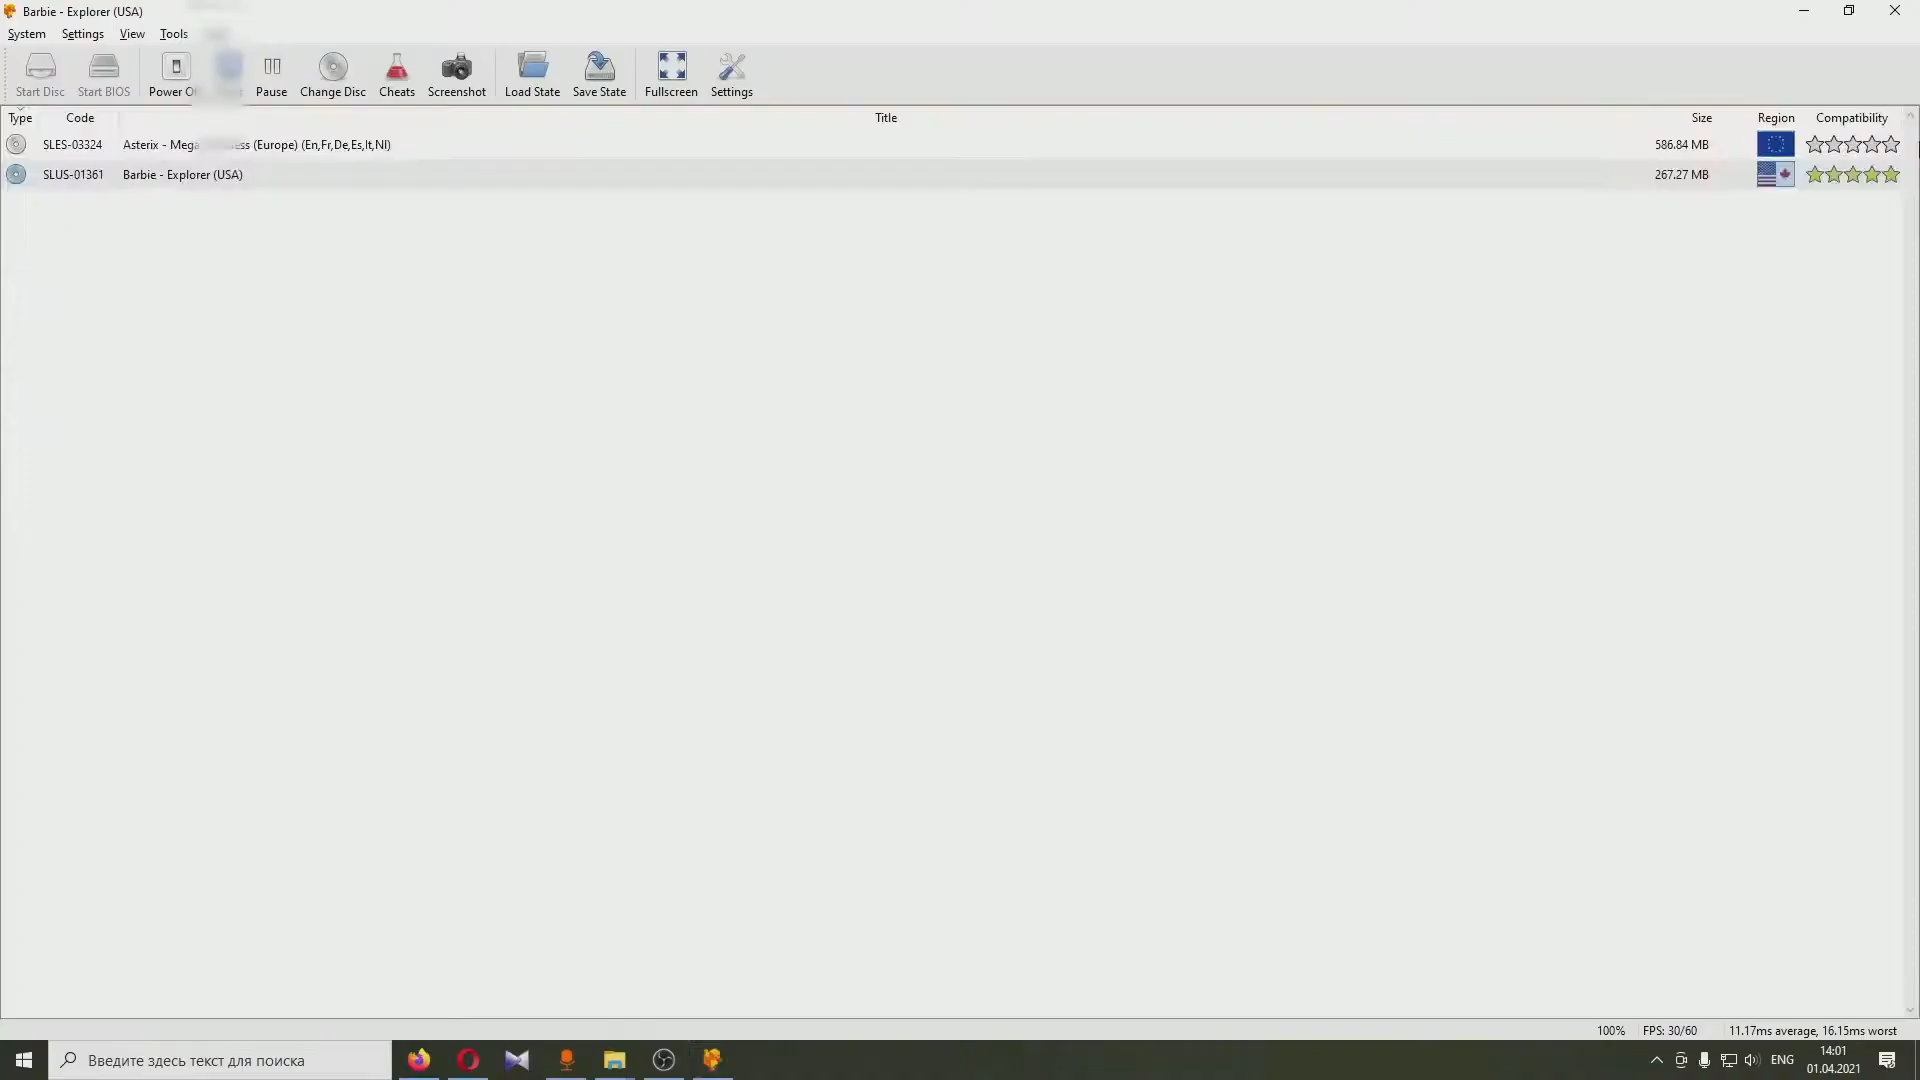 Barbie - Explorer (USA)
System Settings View Tools
Start Disc Start BIOS Power Pause Change Disc Cheats Screenshot Load State Save State Fullscreen Settings
Type Code Title Size Region Compatibility
SLES-03324 Asterix - Mega (Europe) (En,Fr,De,Es,It,Nl) 586.84 MB
SLUS-01361 Barbie - Explorer (USA) 267.27 MB
100% FPS: 30/60 11.17ms average, 16.15ms worst
Введите здесь текст для поиска ENG 14:01
01.04.2021